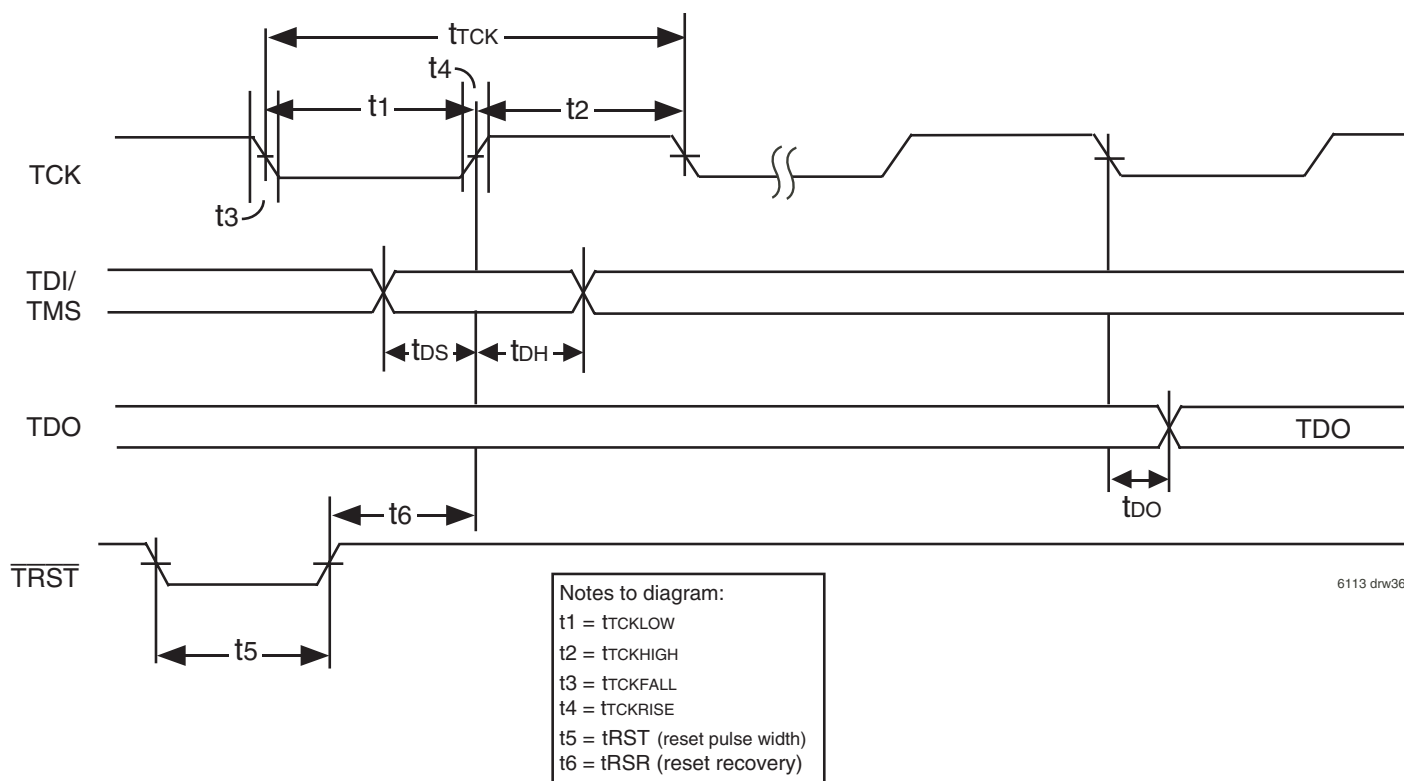 tTCK
t4
t1
t2
TCK
t3
TDI/
TMS
tDS
tDH
TDO
TDO
tDO
t6
TRST
6113 drw36
t5
Notes to diagram:
t1 = tTCKLOW
t2 = tTCKHIGH
t3 = tTCKFALL
t4 = tTCKRISE
t5 = tRST (reset pulse width)
t6 = tRSR (reset recovery)